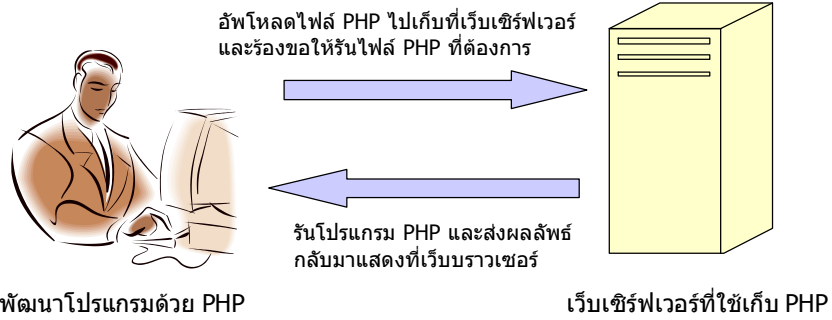 อัพโหลดไฟล์ PHP ไปเก็บที่เว็บเซิร์ฟเวอร์
และร้องขอให้รันไฟล์ PHP ที่ต้องการ
รันโปรแกรม PHP และส่งผลลัพธ์
กลับมาแสดงที่เว็บบราวเซอร์
พัฒนาโปรแกรมด้วย PHP
เว็บเซิร์ฟเวอร์ที่ใช้เก็บ PHP